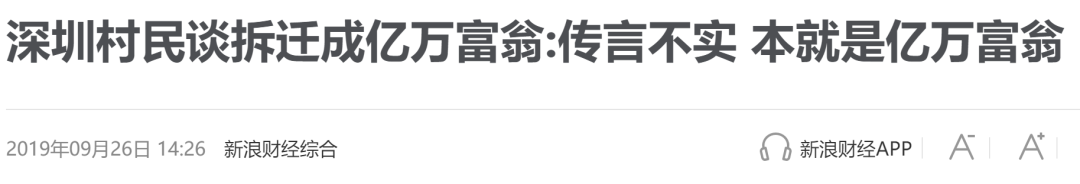 深圳村民谈拆迁成亿万富翁:传言不实 本就是亿万富翁
2019年09月26日 14:26 新浪财经综合 新浪财经APP A- A+